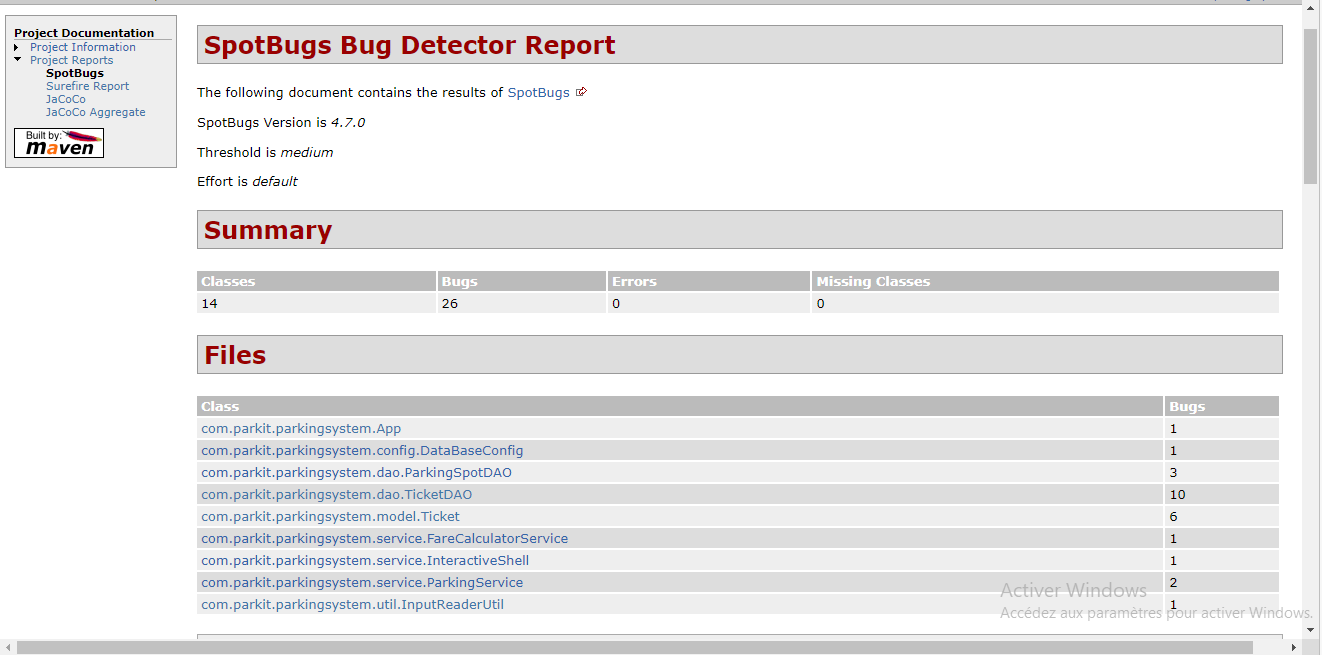 Project Documentation
Project Information
Project Reports
SpotBugs
Surefire Report
JaCoCo
JaCoCo Aggregate
Built by:
maven
SpotBugs Bug Detector Report
The following document contains the results of SpotBugs
SpotBugs Version is 4.7.0
Threshold is medium
Effort is default
Summary
Classes Bugs Errors Missing Classes
14 26 0 0
Files
Class Bugs
com.parkit.parkingsystem.App 1
com.parkit.parkingsystem.config.DataBaseConfig 1
com.parkit.parkingsystem.dao.ParkingSpotDAO 3
com.parkit.parkingsystem.dao.TicketDAO 10
com.parkit.parkingsystem.model.Ticket 6
com.parkit.parkingsystem.service.FareCalculatorService 1
com.parkit.parkingsystem.service.InteractiveShell 1
com.parkit.parkingsystem.service.ParkingService 2
com.parkit.parkingsystem.util.InputReaderUtil 1
Activer Windows
Accédez aux paramètres pour activer Windows.